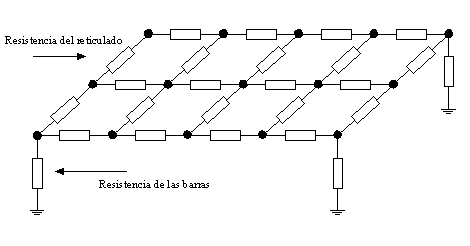 Resistencia del reticulado
Resistencia de las barras